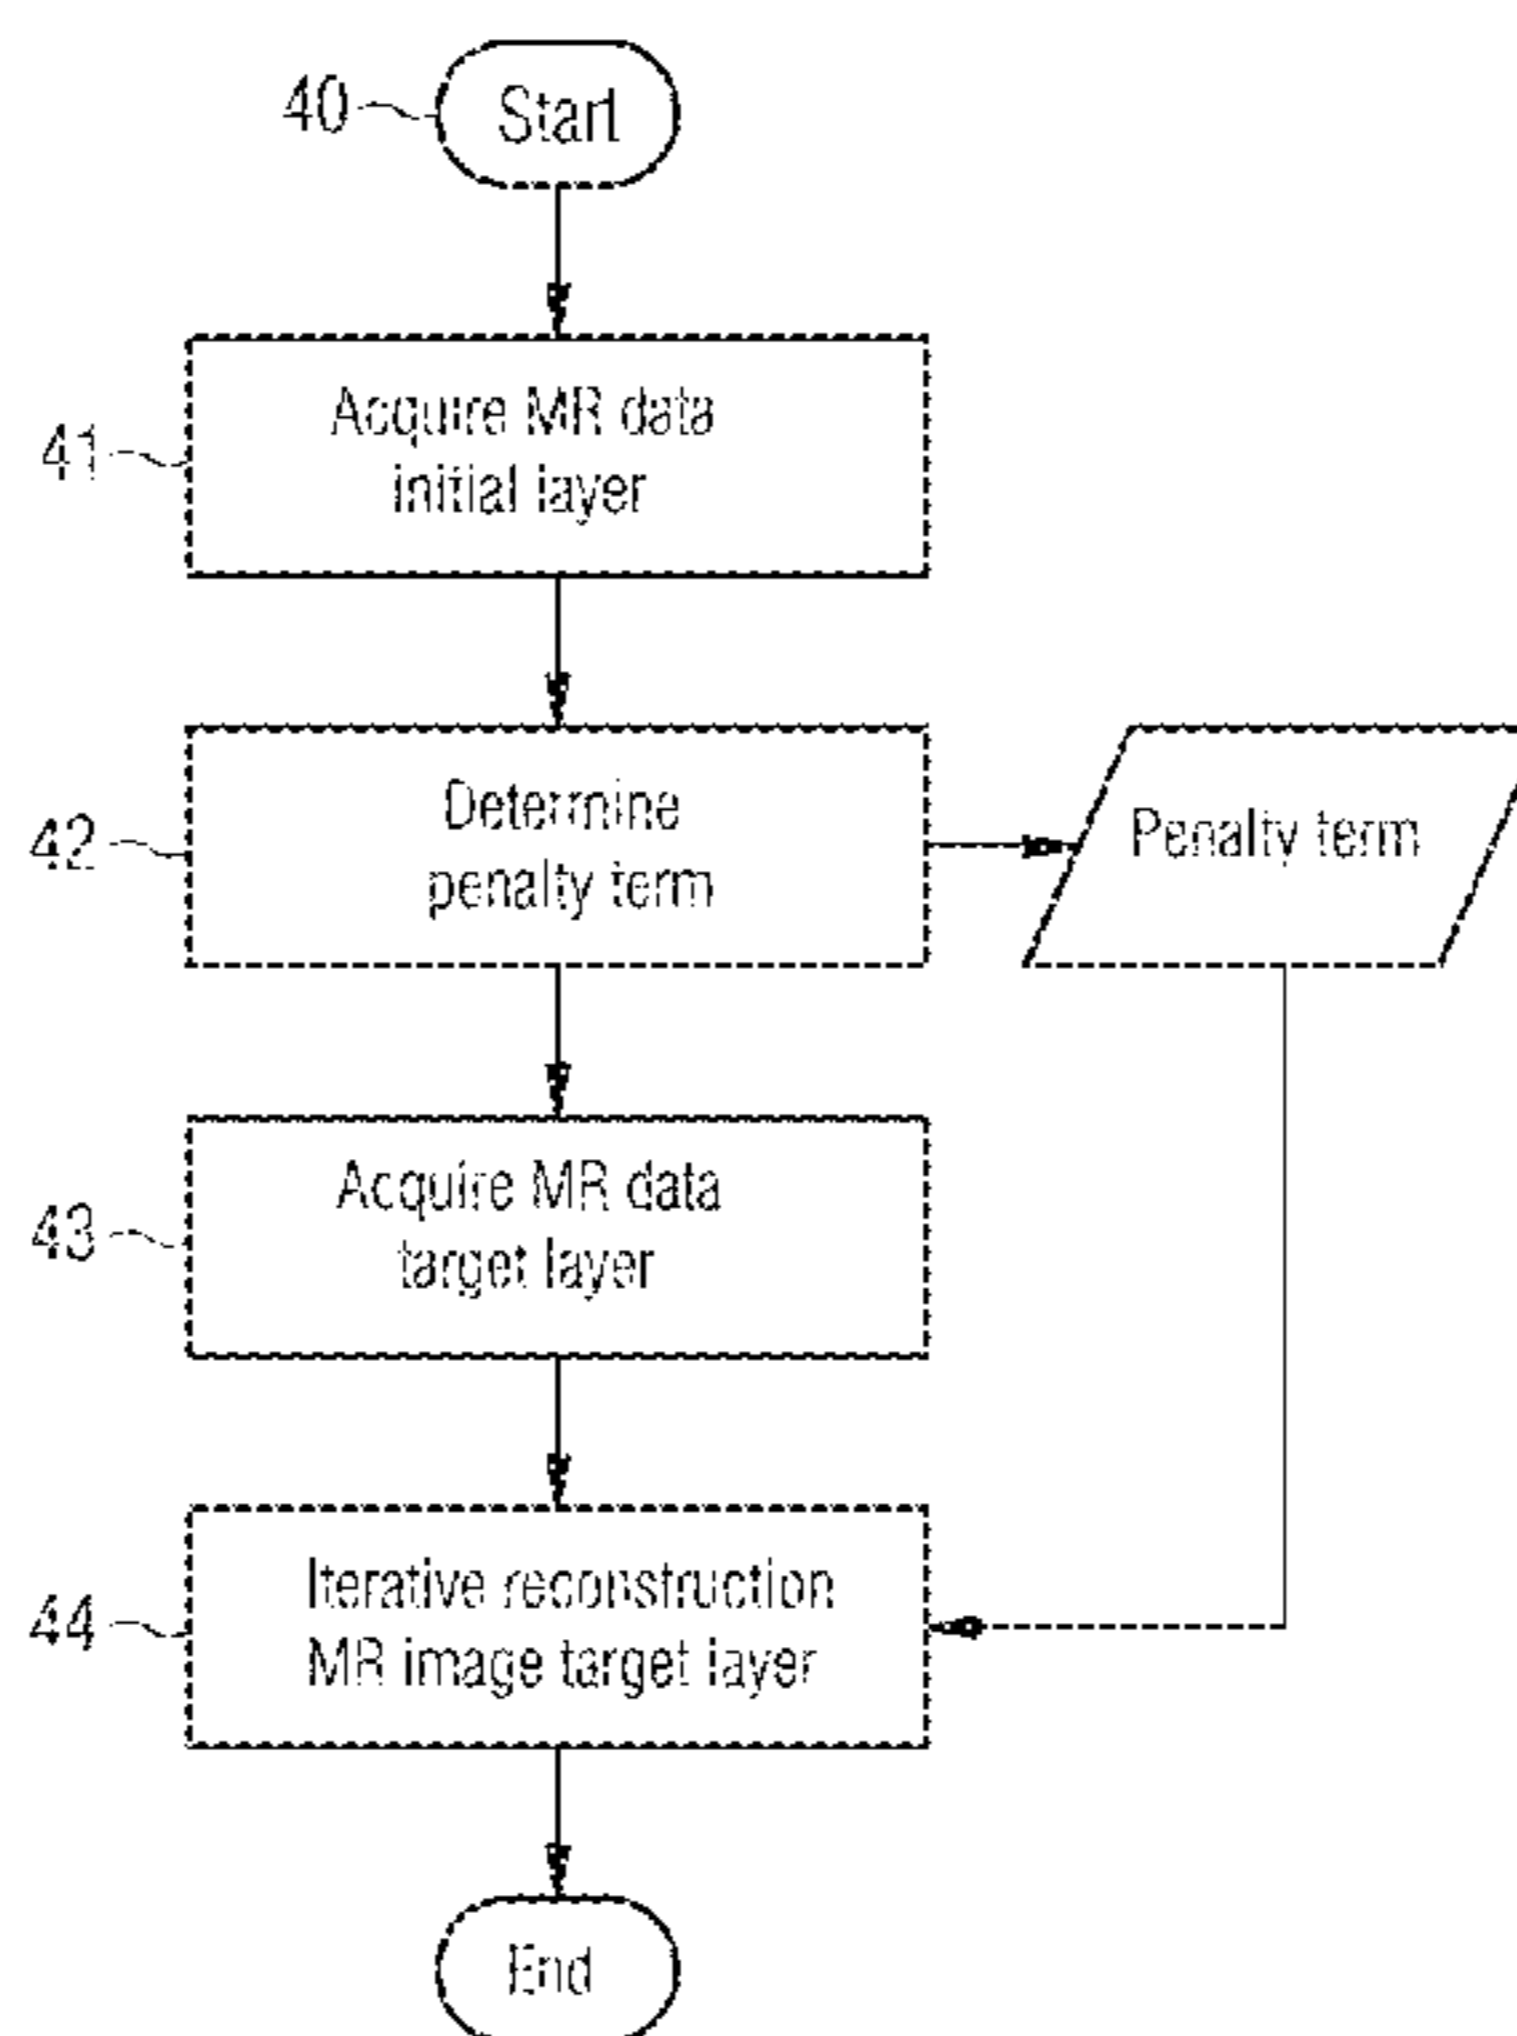 40
Start
41
Acquire MR data
initial layer
42
Determine
penalty term
Penalty term
43
Acquire MR data
target layer
44
Iterative reconstruction
MR image target layer
End